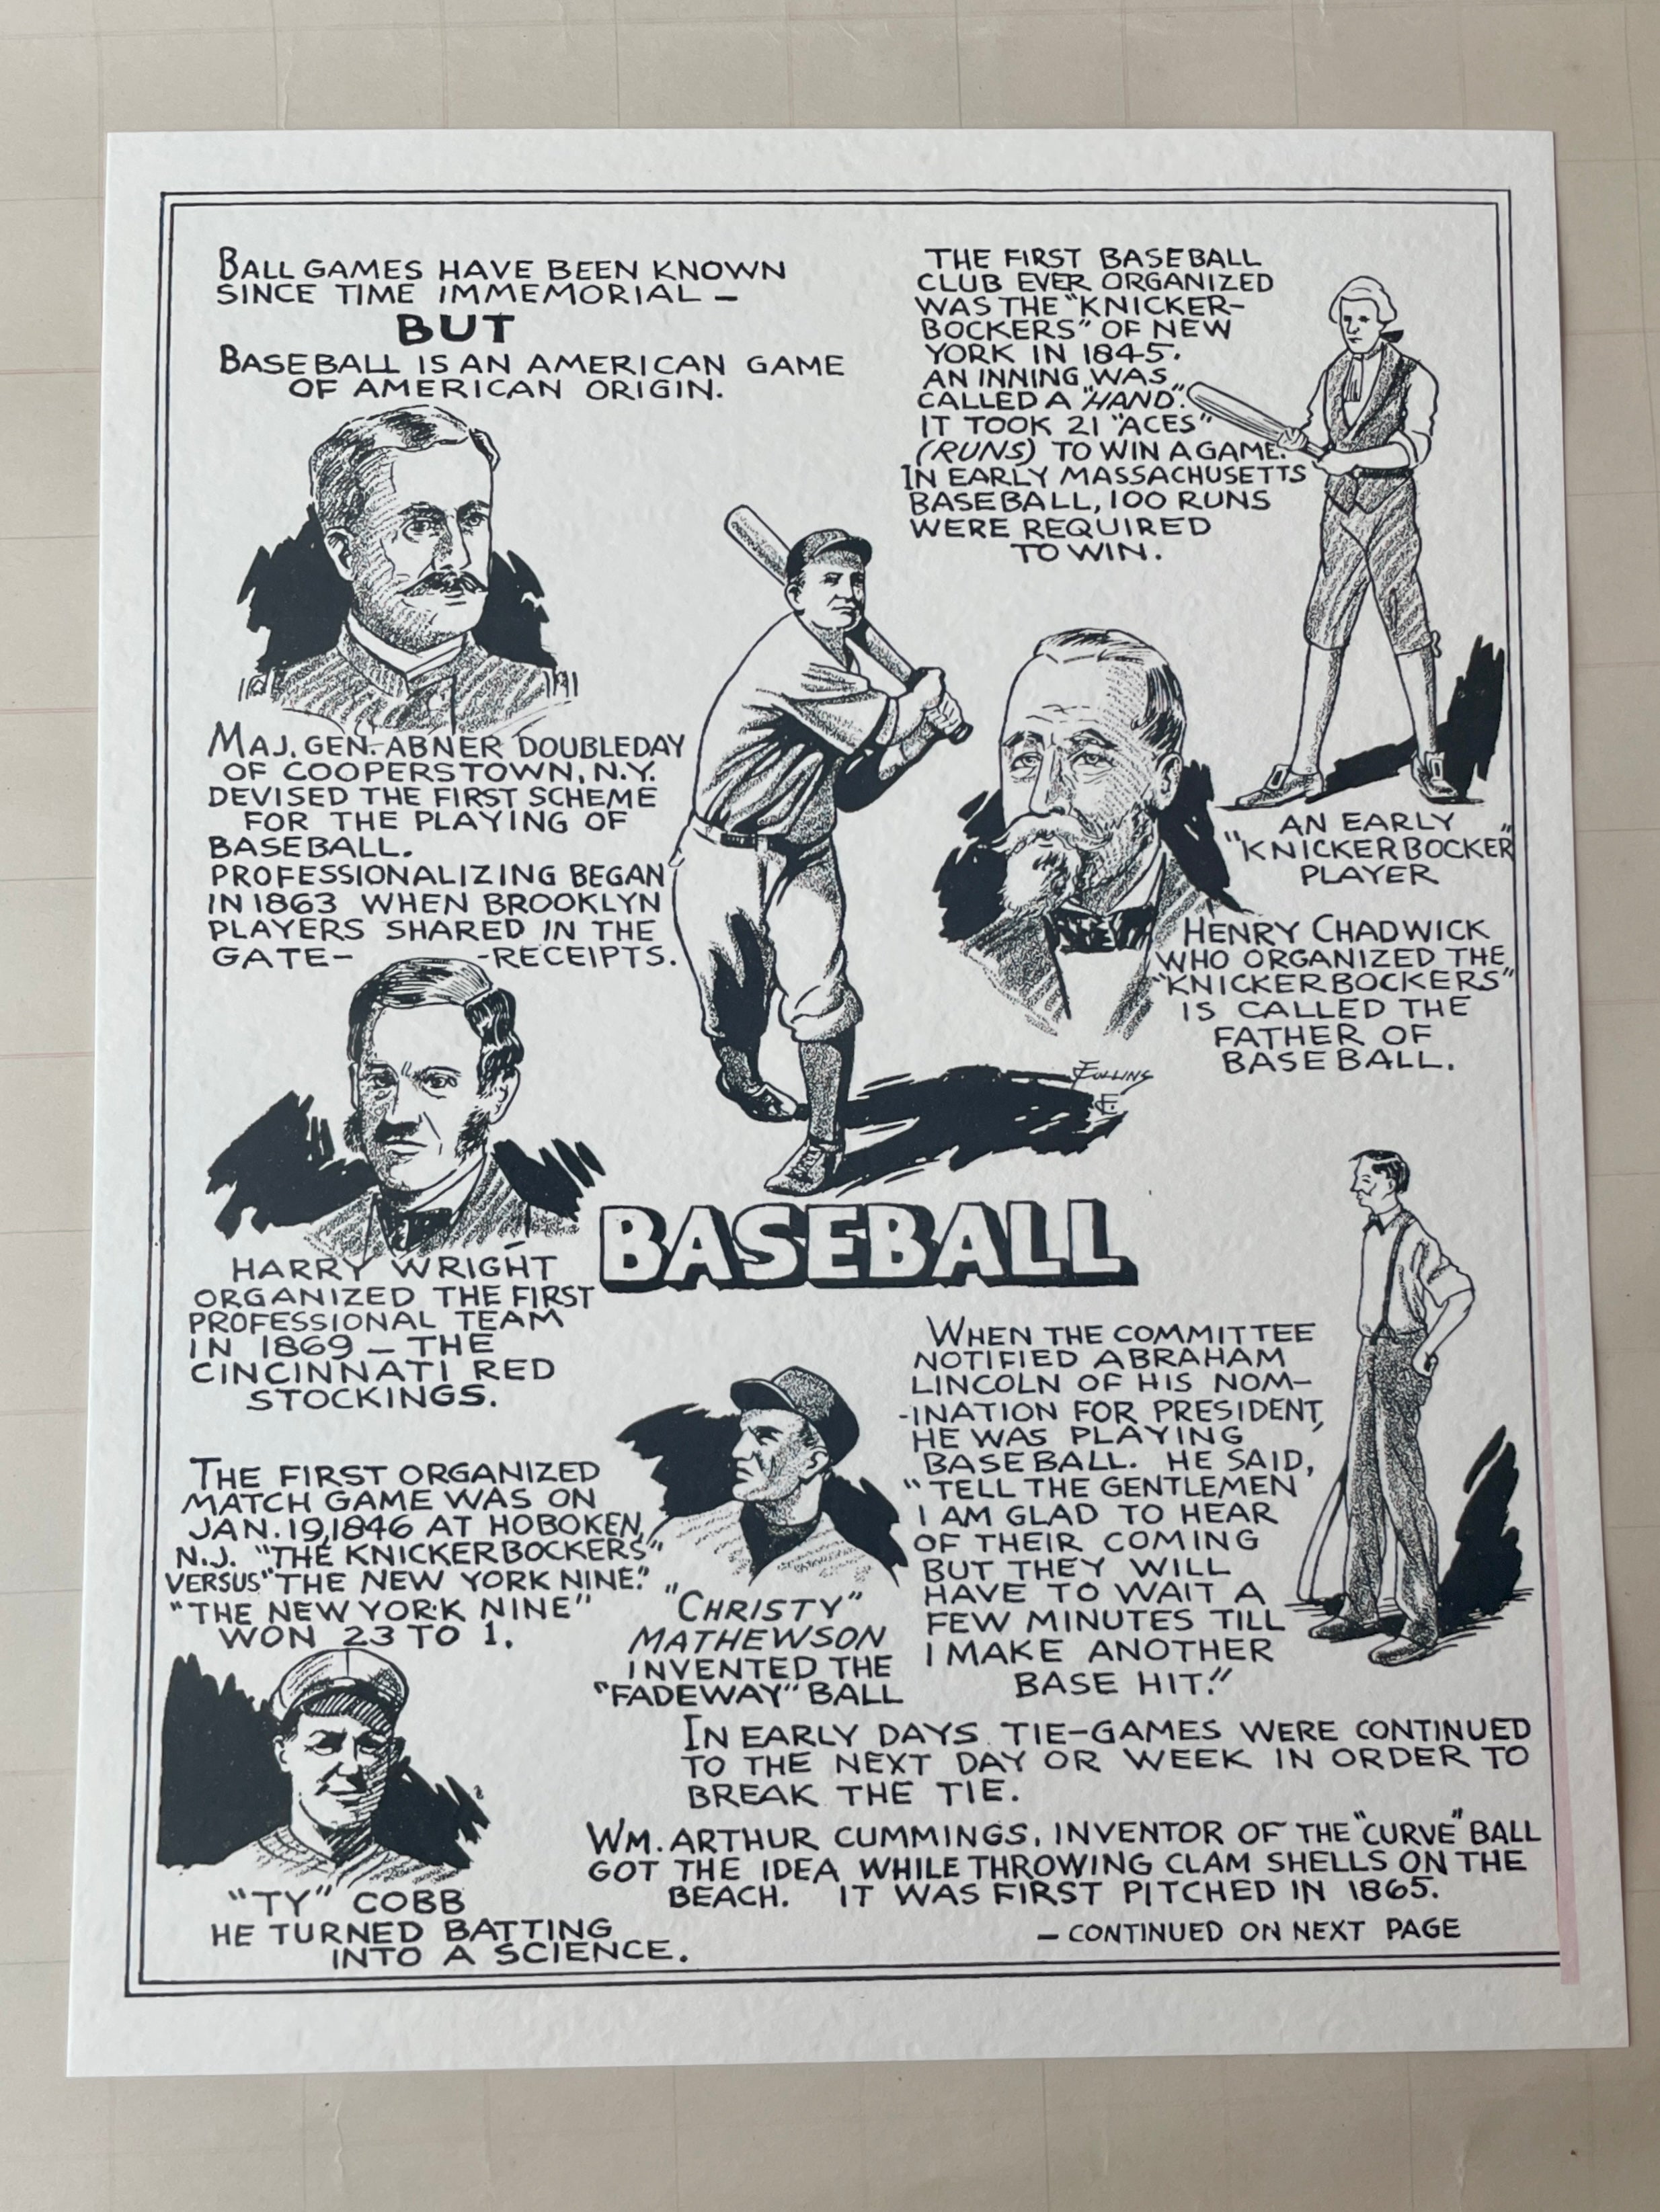 BALL GAMES HAVE BEEN KNOWN
SINCE TIME IMMEMORIAL —
BUT
BASEBALL IS AN AMERICAN GAME
OF AMERICAN ORIGIN.
THE FIRST BASEBALL
CLUB EVER ORGANIZED
WAS THE "KNICKER-
BOCKERS" OF NEW
YORK IN 1845.
AN INNING WAS
CALLED A "HAND".
IT TOOK 21 "ACES"
(RUNS) TO WIN A GAME.
IN EARLY MASSACHUSETTS
BASEBALL, 100 RUNS
WERE REQUIRED
TO WIN.
MAJ. GEN. ABNER DOUBLEDAY
OF COOPERSTOWN, N.Y.
DEVISED THE FIRST SCHEME
FOR THE PLAYING OF
BASEBALL.
PROFESSIONALIZING BEGAN
IN 1863 WHEN BROOKLYN
PLAYERS SHARED IN THE
GATE- -RECEIPTS.
AN EARLY
"KNICKERBOCKER"
PLAYER
HENRY CHADWICK
WHO ORGANIZED THE
"KNICKERBOCKERS"
IS CALLED THE
FATHER OF
BASEBALL.
FULLING
CF
BASEBALL
HARRY WRIGHT
ORGANIZED THE FIRST
PROFESSIONAL TEAM
IN 1869 — THE
CINCINNATI RED
STOCKINGS.
THE FIRST ORGANIZED
MATCH GAME WAS ON
JAN. 19, 1846 AT HOBOKEN,
N.J. "THE KNICKERBOCKERS"
VERSUS "THE NEW YORK NINE."
"THE NEW YORK NINE"
WON 23 TO 1.
"CHRISTY"
MATHEWSON
INVENTED THE
"FADEWAY" BALL
WHEN THE COMMITTEE
NOTIFIED ABRAHAM
LINCOLN OF HIS NOM-
-INATION FOR PRESIDENT,
HE WAS PLAYING
BASEBALL. HE SAID,
"TELL THE GENTLEMEN
I AM GLAD TO HEAR
OF THEIR COMING
BUT THEY WILL
HAVE TO WAIT A
FEW MINUTES TILL
I MAKE ANOTHER
BASE HIT."
"TY" COBB
HE TURNED BATTING
INTO A SCIENCE.
IN EARLY DAYS TIE-GAMES WERE CONTINUED
TO THE NEXT DAY OR WEEK IN ORDER TO
BREAK THE TIE.
WM. ARTHUR CUMMINGS, INVENTOR OF THE "CURVE" BALL
GOT THE IDEA WHILE THROWING CLAM SHELLS ON THE
BEACH. IT WAS FIRST PITCHED IN 1865.
— CONTINUED ON NEXT PAGE